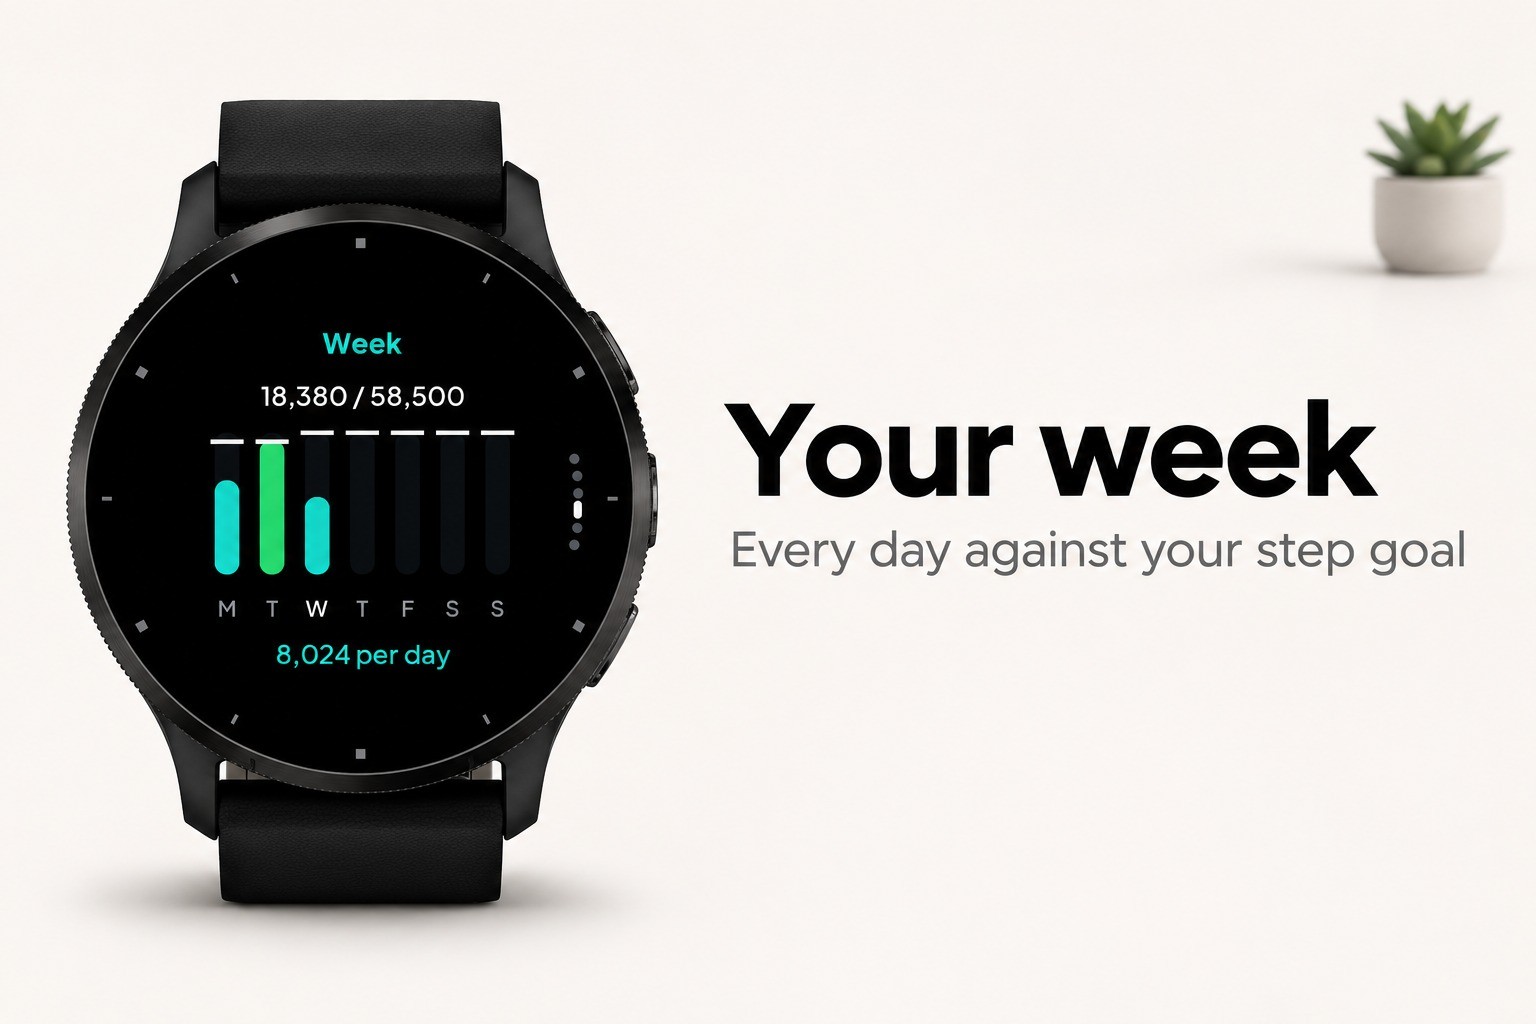 Week
18,380 / 58,500
M T W T F S S
8,024 per day
Your week
Every day against your step goal